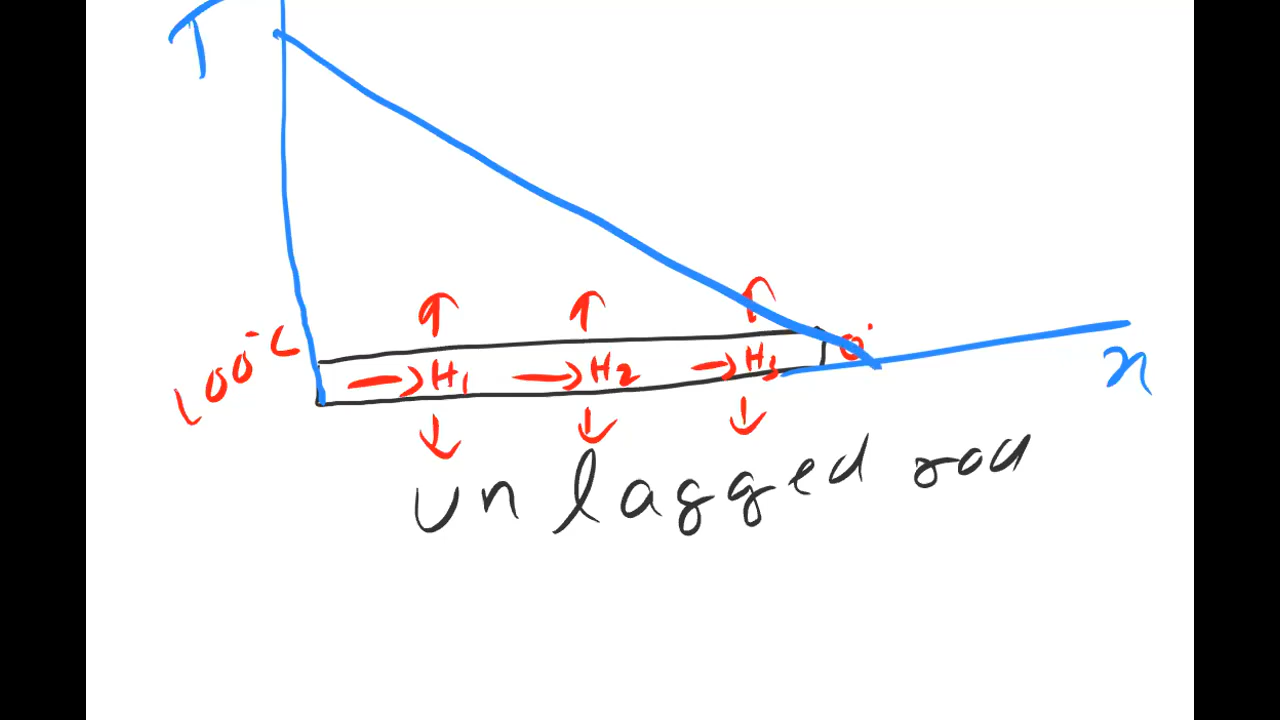 T
100°C
H₁ H₂ H₃ 0°
x
unlagged rod